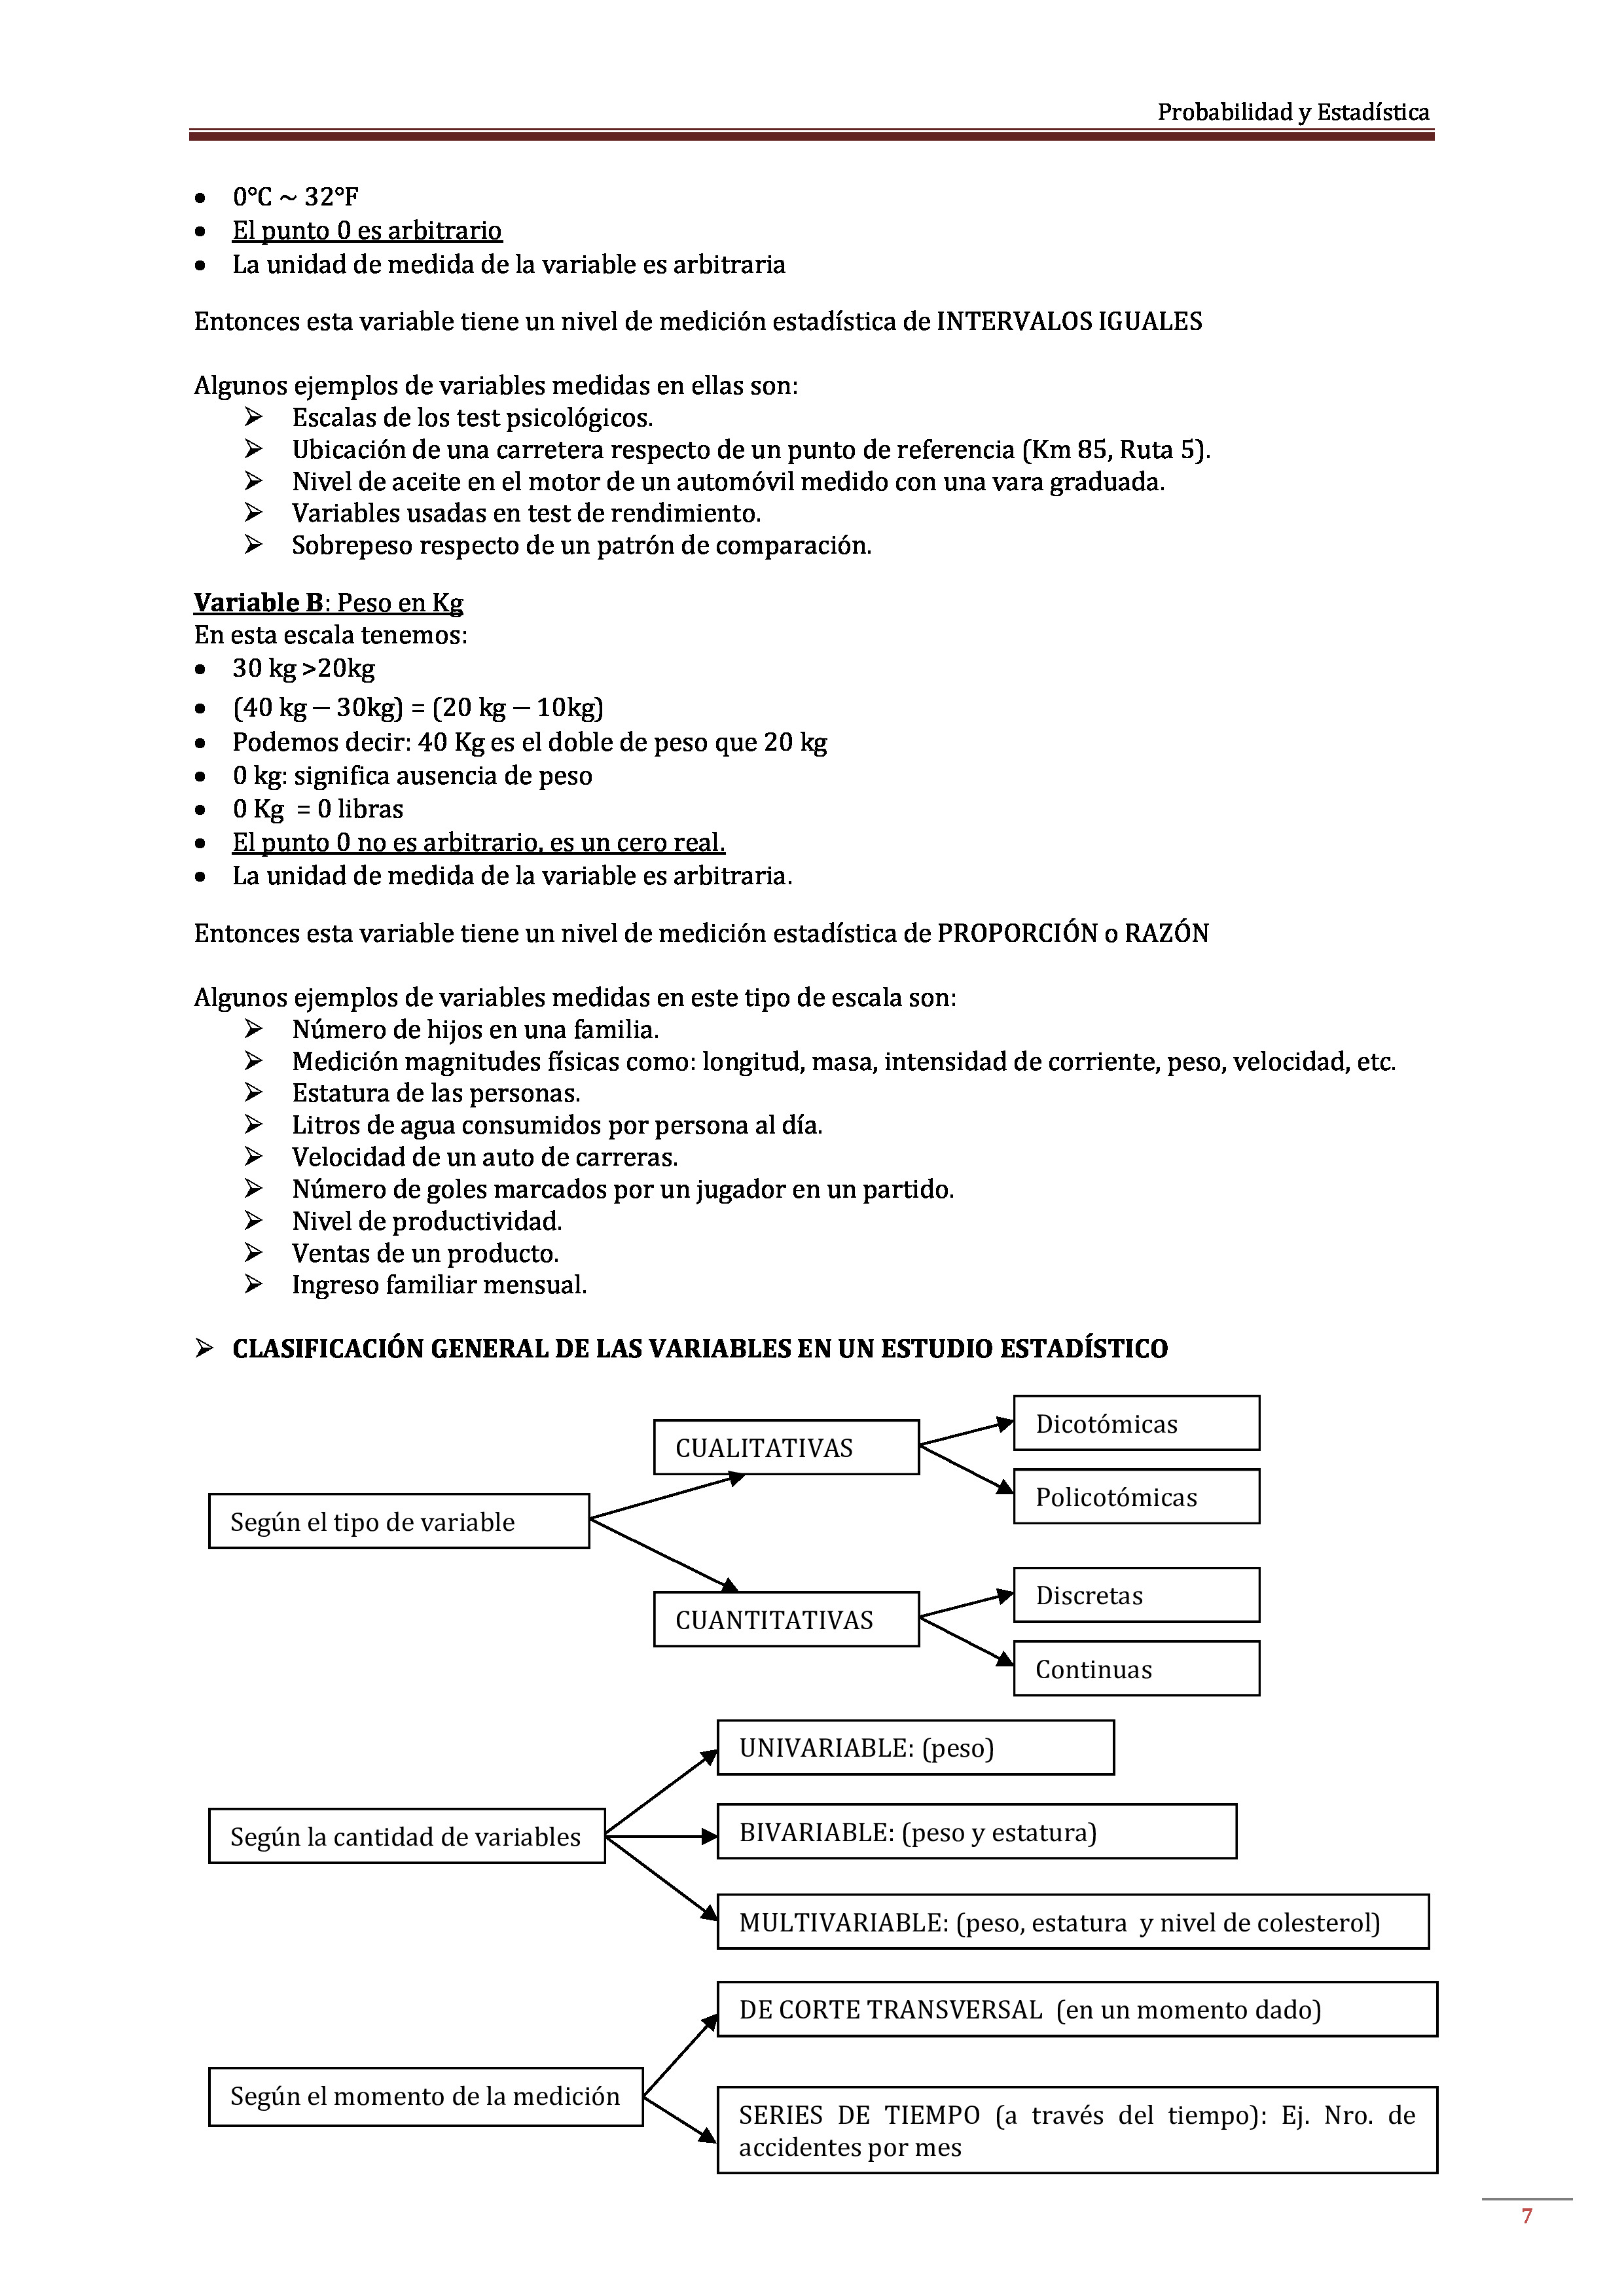 Probabilidad y Estadística
• 0°C ~ 32°F
• El punto 0 es arbitrario
• La unidad de medida de la variable es arbitraria
Entonces esta variable tiene un nivel de medición estadística de INTERVALOS IGUALES
Algunos ejemplos de variables medidas en ellas son:
➢ Escalas de los test psicológicos.
➢ Ubicación de una carretera respecto de un punto de referencia (Km 85, Ruta 5).
➢ Nivel de aceite en el motor de un automóvil medido con una vara graduada.
➢ Variables usadas en test de rendimiento.
➢ Sobrepeso respecto de un patrón de comparación.
Variable B: Peso en Kg
En esta escala tenemos:
• 30 kg >20kg
• (40 kg — 30kg) = (20 kg — 10kg)
• Podemos decir: 40 Kg es el doble de peso que 20 kg
• 0 kg: significa ausencia de peso
• 0 Kg = 0 libras
• El punto 0 no es arbitrario, es un cero real.
• La unidad de medida de la variable es arbitraria.
Entonces esta variable tiene un nivel de medición estadística de PROPORCIÓN o RAZÓN
Algunos ejemplos de variables medidas en este tipo de escala son:
➢ Número de hijos en una familia.
➢ Medición magnitudes físicas como: longitud, masa, intensidad de corriente, peso, velocidad, etc.
➢ Estatura de las personas.
➢ Litros de agua consumidos por persona al día.
➢ Velocidad de un auto de carreras.
➢ Número de goles marcados por un jugador en un partido.
➢ Nivel de productividad.
➢ Ventas de un producto.
➢ Ingreso familiar mensual.
➢ CLASIFICACIÓN GENERAL DE LAS VARIABLES EN UN ESTUDIO ESTADÍSTICO
Según el tipo de variable
CUALITATIVAS
Dicotómicas
Policotómicas
CUANTITATIVAS
Discretas
Continuas
Según la cantidad de variables
UNIVARIABLE: (peso)
BIVARIABLE: (peso y estatura)
MULTIVARIABLE: (peso, estatura y nivel de colesterol)
Según el momento de la medición
DE CORTE TRANSVERSAL (en un momento dado)
SERIES DE TIEMPO (a través del tiempo): Ej. Nro. de
accidentes por mes
7